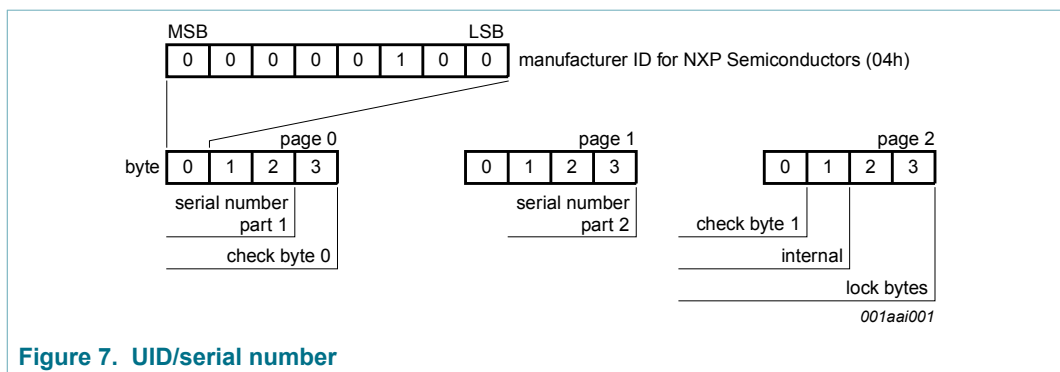 MSB LSB
0 0 0 0 0 1 0 0 manufacturer ID for NXP Semiconductors (04h)
page 0 page 1 page 2
byte 0 1 2 3 0 1 2 3 0 1 2 3
serial number
part 1
check byte 0
serial number
part 2
check byte 1
internal
lock bytes
001aai001
Figure 7. UID/serial number